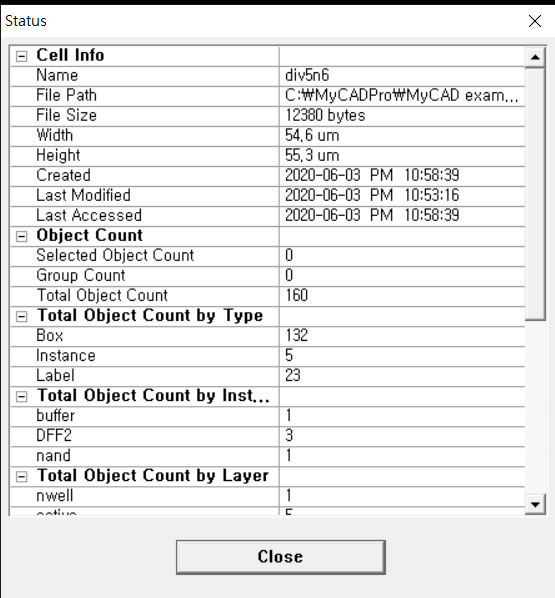 Status
Cell Info
Name div5n6
File Path C:₩MyCADPro₩MyCAD exam...
File Size 12380 bytes
Width 54,6 um
Height 55,3 um
Created 2020-06-03 PM 10:58:39
Last Modified 2020-06-03 PM 10:53:16
Last Accessed 2020-06-03 PM 10:58:39
Object Count
Selected Object Count 0
Group Count 0
Total Object Count 160
Total Object Count by Type
Box 132
Instance 5
Label 23
Total Object Count by Inst...
buffer 1
DFF2 3
nand 1
Total Object Count by Layer
nwell 1
Close